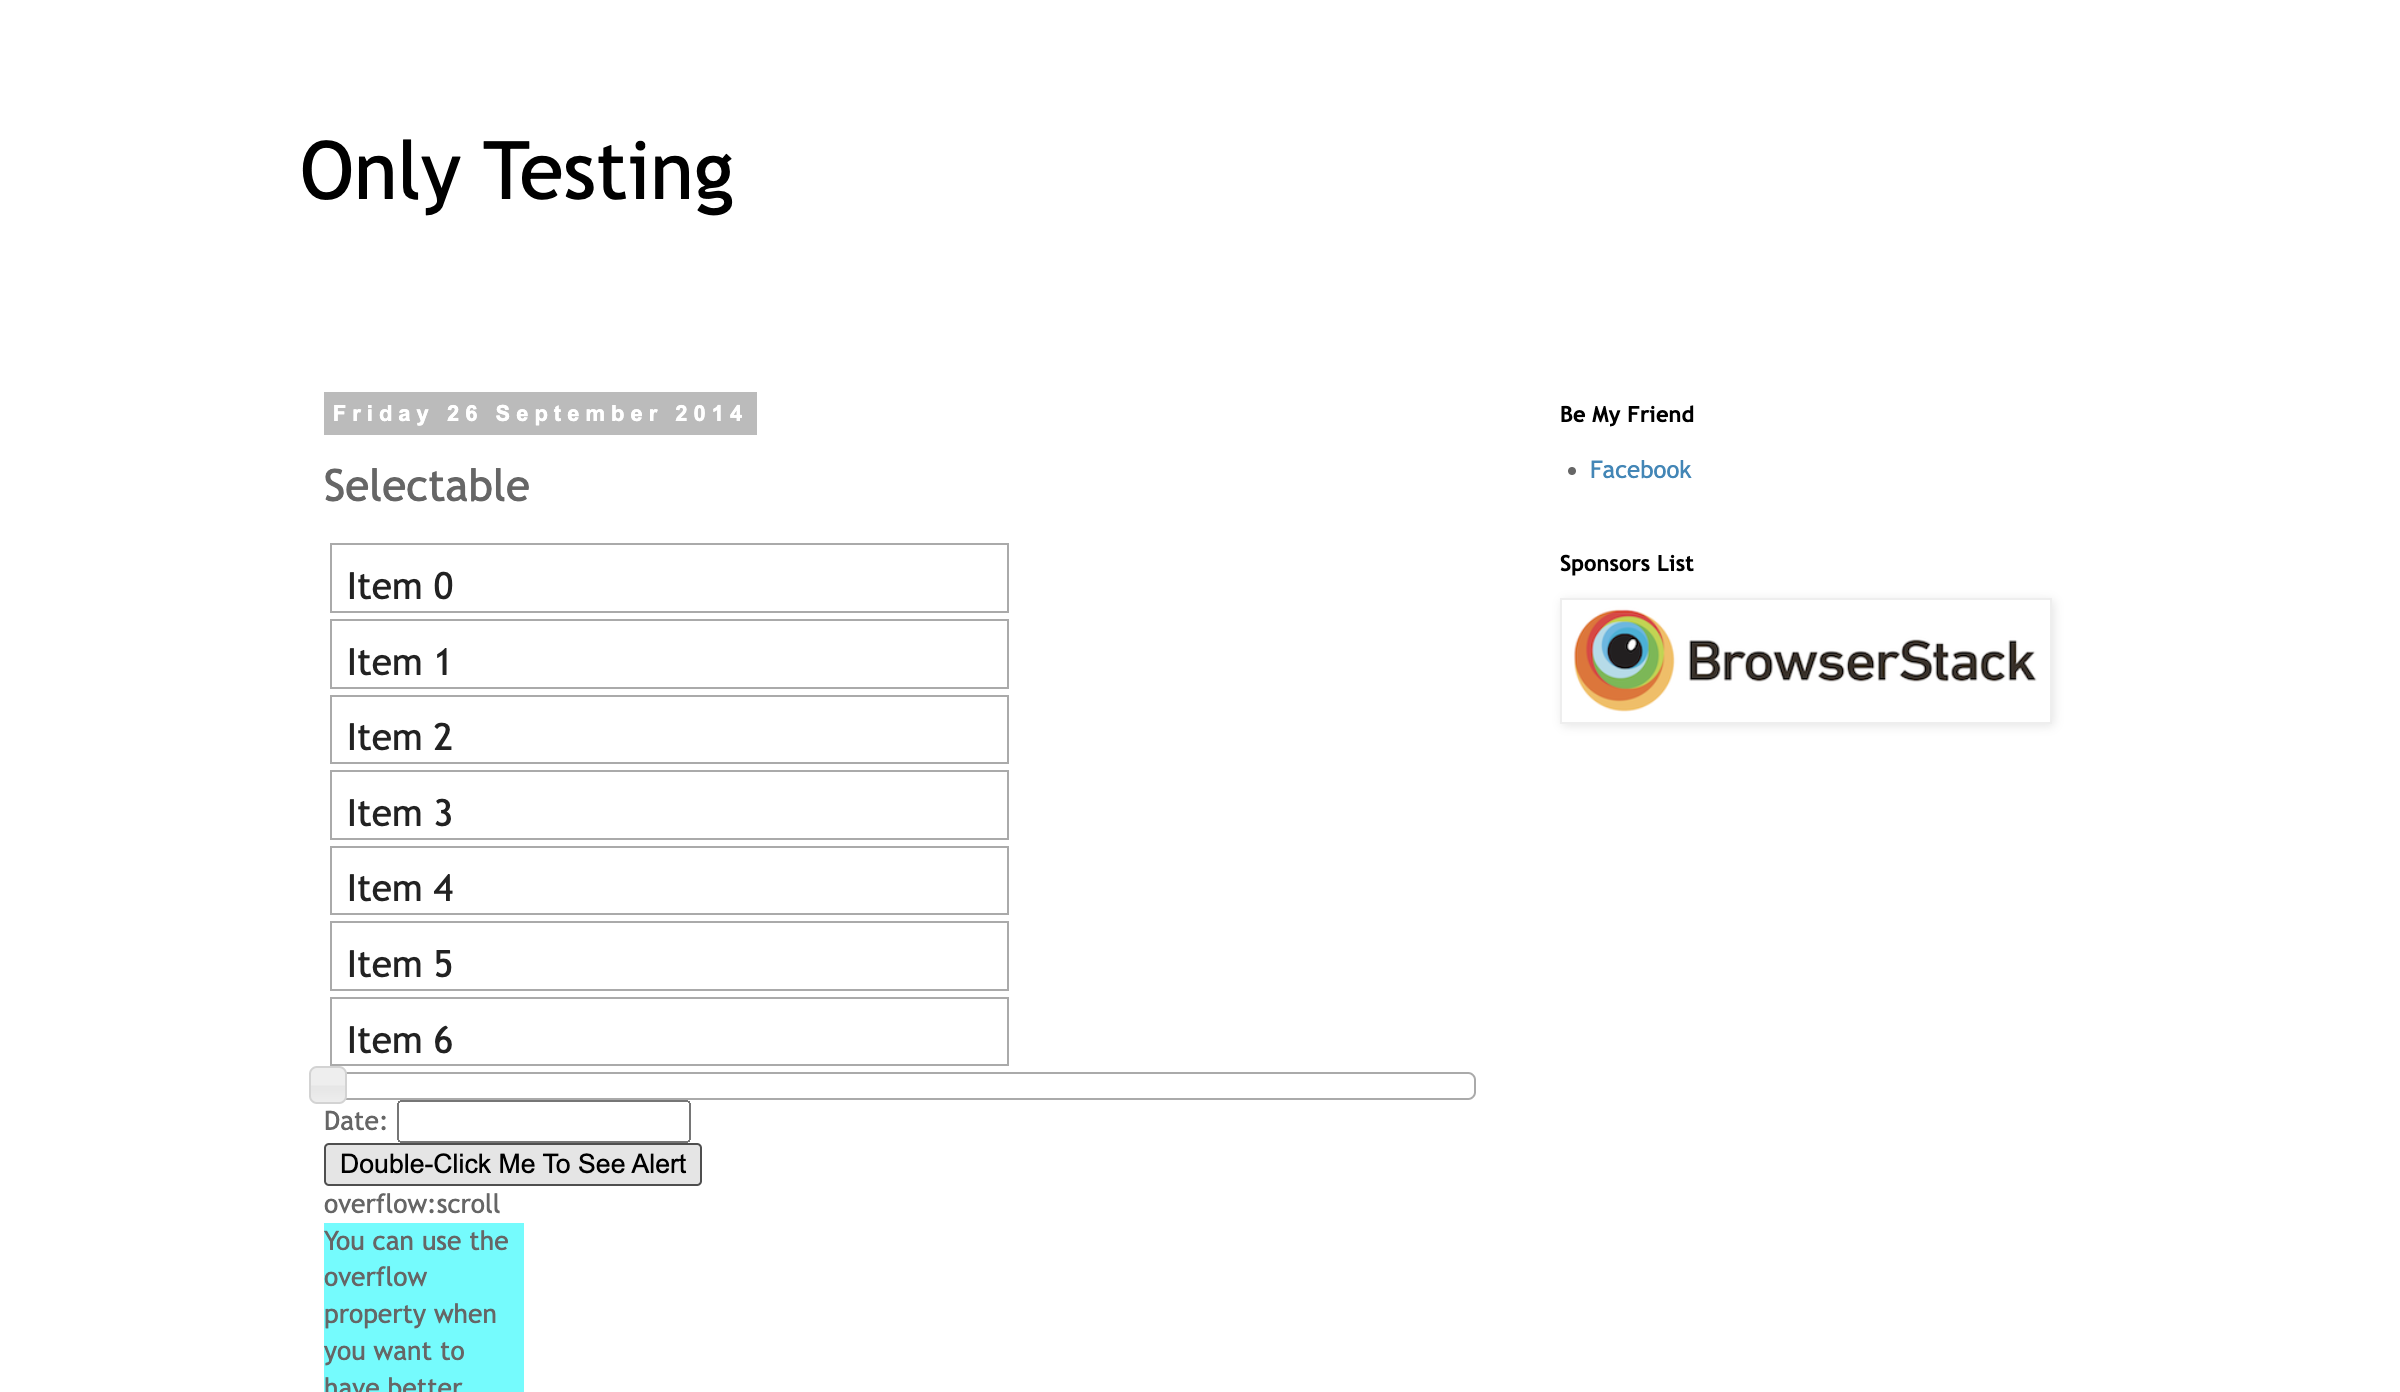 Only Testing
Friday 26 September 2014
Selectable
Item 0
Item 1
Item 2
Item 3
Item 4
Item 5
Item 6
Date:
Double-Click Me To See Alert
overflow:scroll
You can use the
overflow
property when
you want to
have better
Be My Friend
Facebook
Sponsors List
BrowserStack